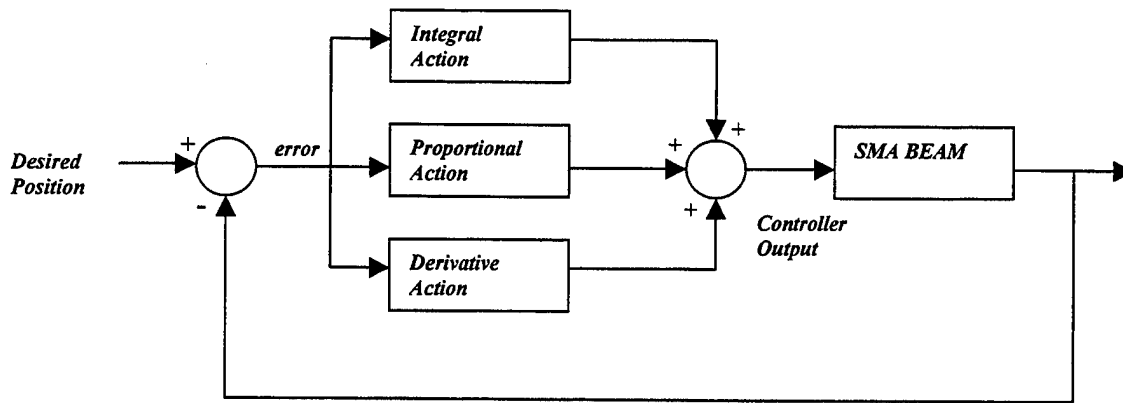 Integral
Action
+
+
error
+
Desired
Position
Proportional
Action
+
SMA BEAM
-
+
Controller
Output
Derivative
Action